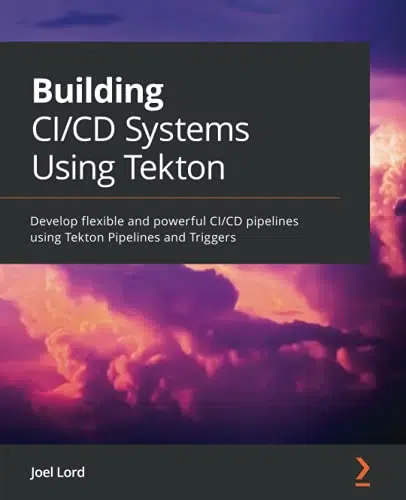 Building
CI/CD Systems
Using Tekton
Develop flexible and powerful CI/CD pipelines
using Tekton Pipelines and Triggers
Joel Lord